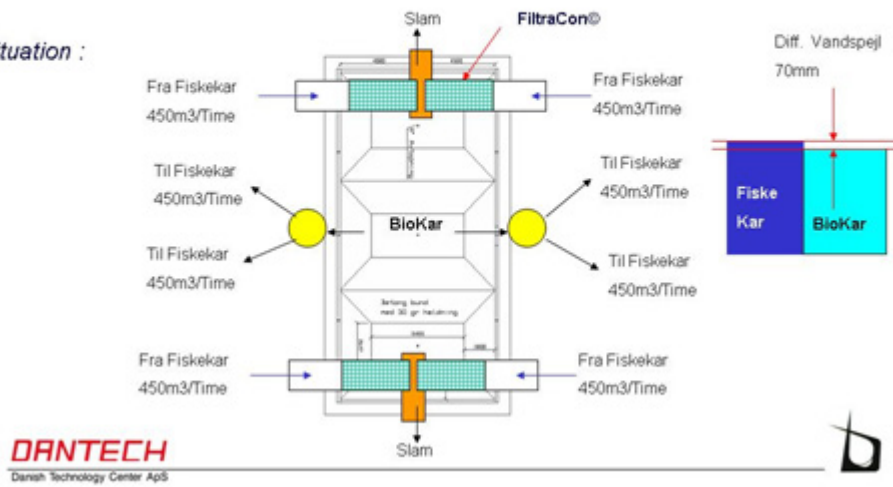 tuation :
Slam
FiltraCon©
Diff. Vandspejl
70mm
Fra Fiskekar
450m3/Time
Fra Fiskekar
450m3/Time
Til Fiskekar
450m3/Time
Til Fiskekar
450m3/Time
Fiske
Kar
BioKar
BioKar
Til Fiskekar
450m3/Time
Til Fiskekar
450m3/Time
Betong bund
med 30 gr heldning
Fra Fiskekar
450m3/Time
Fra Fiskekar
450m3/Time
Slam
DANTECH
Danish Technology Center ApS